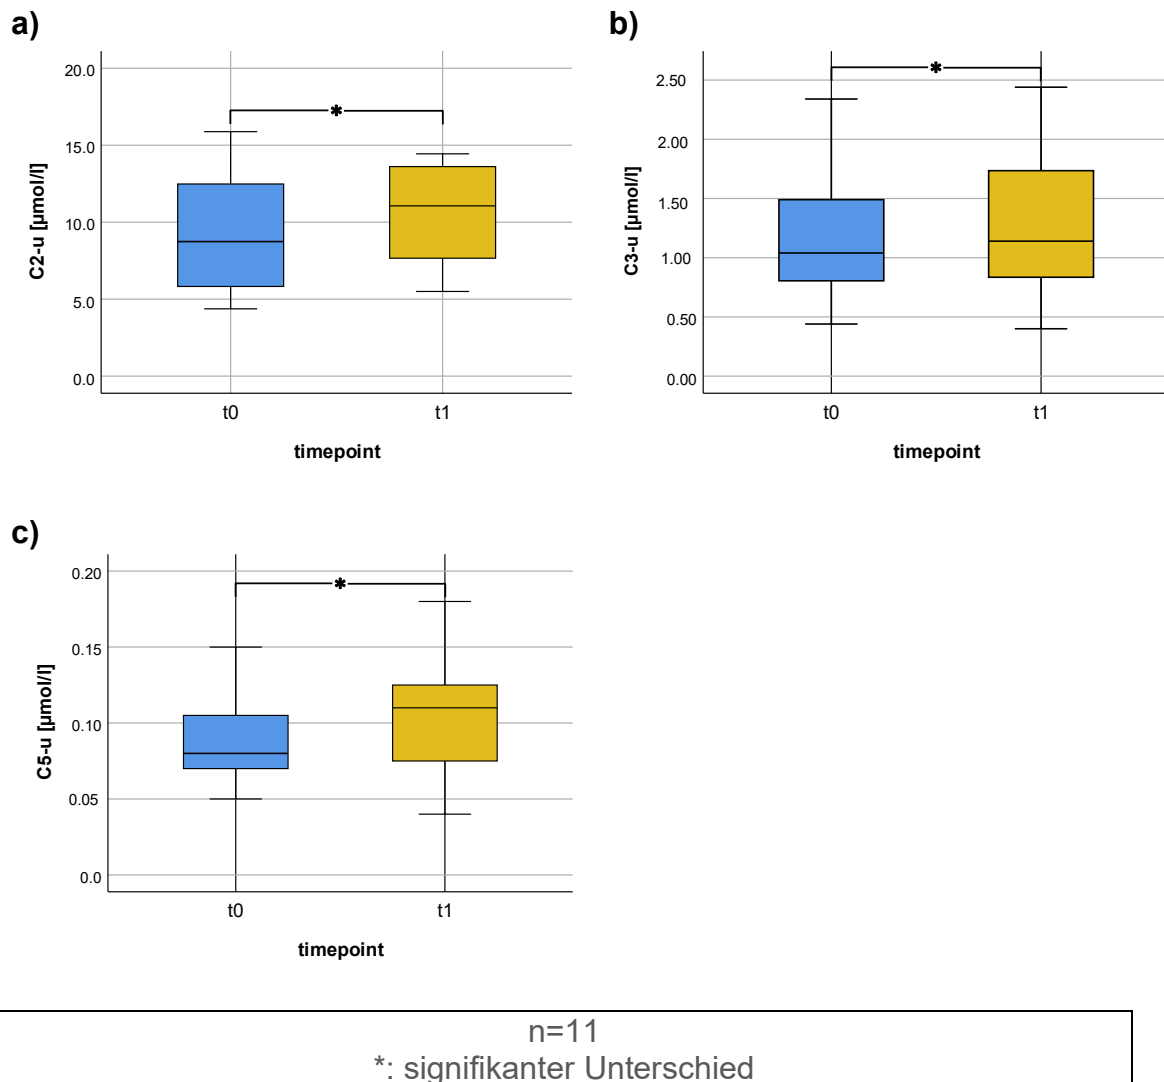 a)
20.0
15.0
10.0
5.0
0.0
C2-u [µmol/l]
*
t0 t1
timepoint
b)
2.50
2.00
1.50
1.00
0.50
0.00
C3-u [µmol/l]
*
t0 t1
timepoint
c)
0.20
0.15
0.10
0.05
0.0
C5-u [µmol/l]
*
t0 t1
timepoint
n=11
*: signifikanter Unterschied